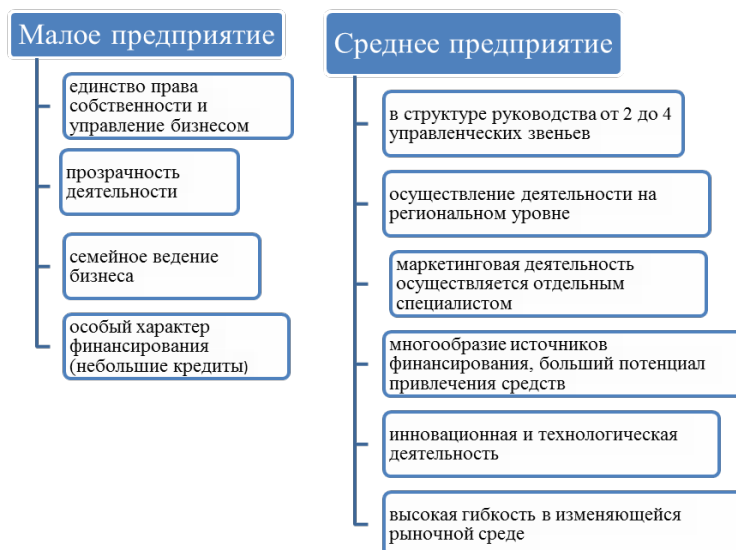 Малое предприятие
единство права
собственности и
управление бизнесом
прозрачность
деятельности
семейное ведение
бизнеса
особый характер
финансирования
(небольшие кредиты)
Среднее предприятие
в структуре руководства от 2 до 4
управленческих звеньев
осуществление деятельности на
региональном уровне
маркетинговая деятельность
осуществляется отдельным
специалистом
многообразие источников
финансирования, больший потенциал
привлечения средств
инновационная и технологическая
деятельность
высокая гибкость в изменяющейся
рыночной среде